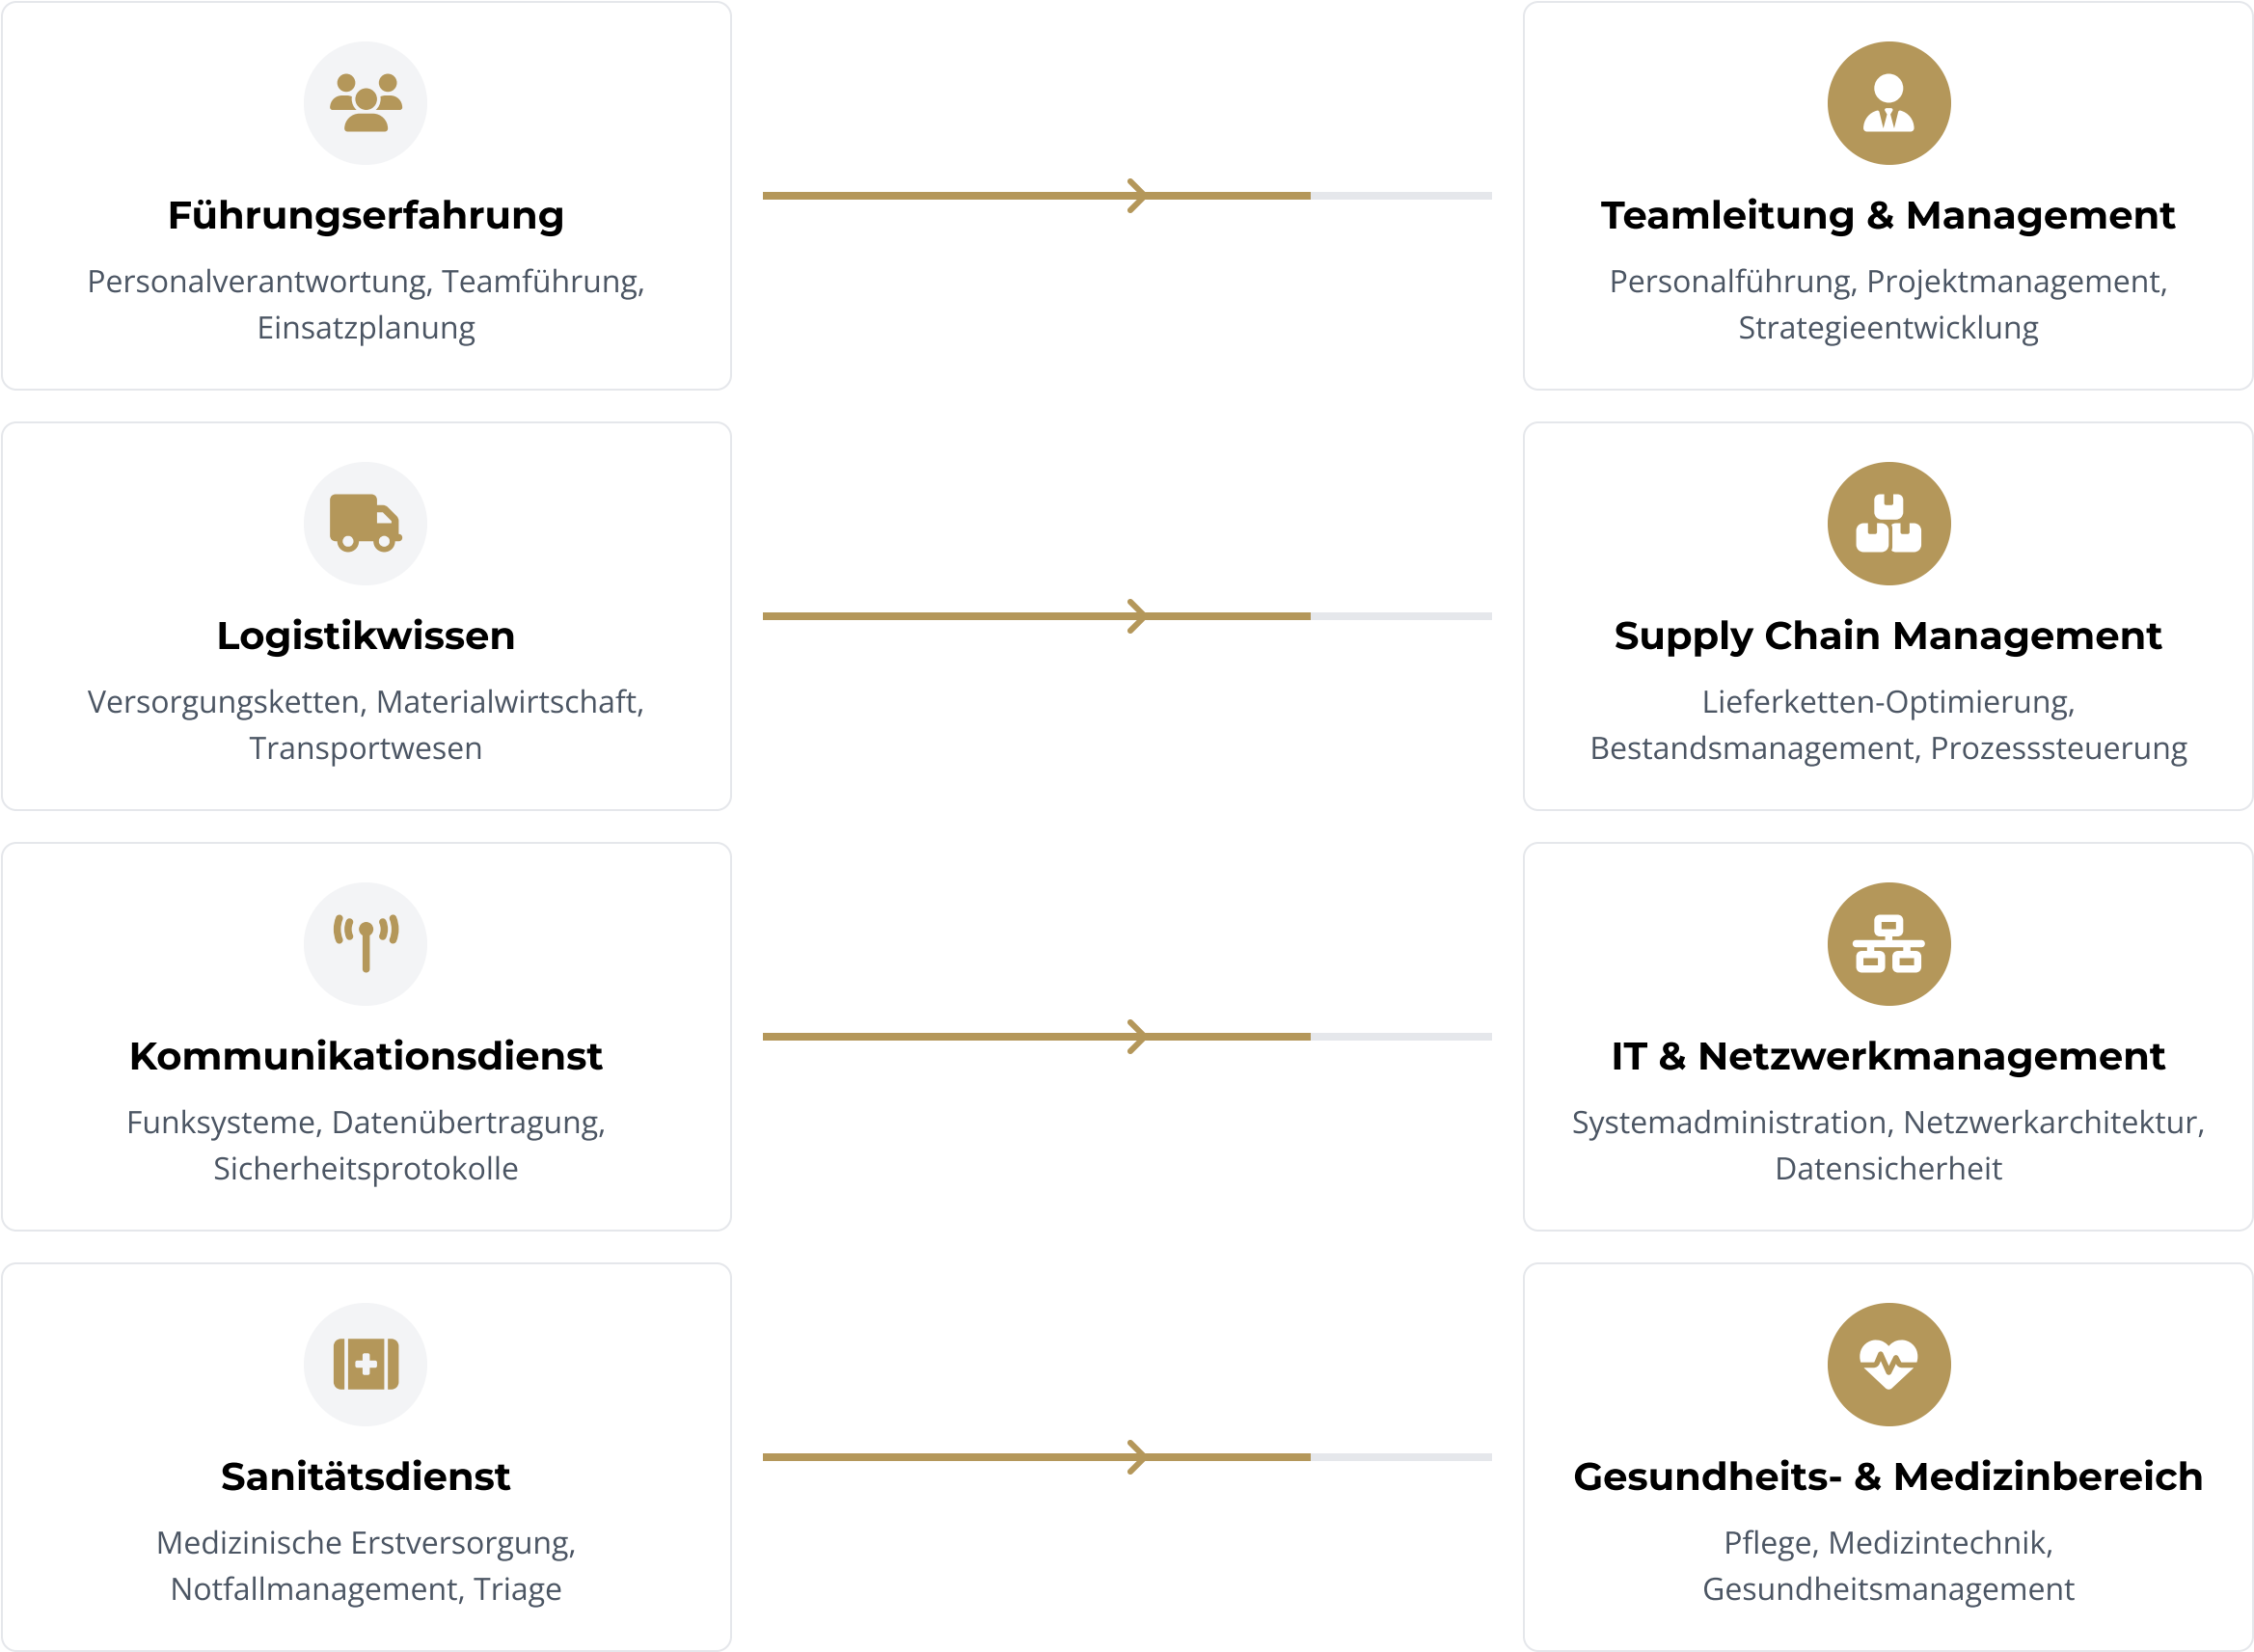 Führungserfahrung
Personalverantwortung, Teamführung,
Einsatzplanung
Teamleitung & Management
Personalführung, Projektmanagement,
Strategieentwicklung
Logistikwissen
Versorgungsketten, Materialwirtschaft,
Transportwesen
Supply Chain Management
Lieferketten-Optimierung,
Bestandsmanagement, Prozesssteuerung
Kommunikationsdienst
Funksysteme, Datenübertragung,
Sicherheitsprotokolle
IT & Netzwerkmanagement
Systemadministration, Netzwerkarchitektur,
Datensicherheit
Sanitätsdienst
Medizinische Erstversorgung,
Notfallmanagement, Triage
Gesundheits- & Medizinbereich
Pflege, Medizintechnik,
Gesundheitsmanagement